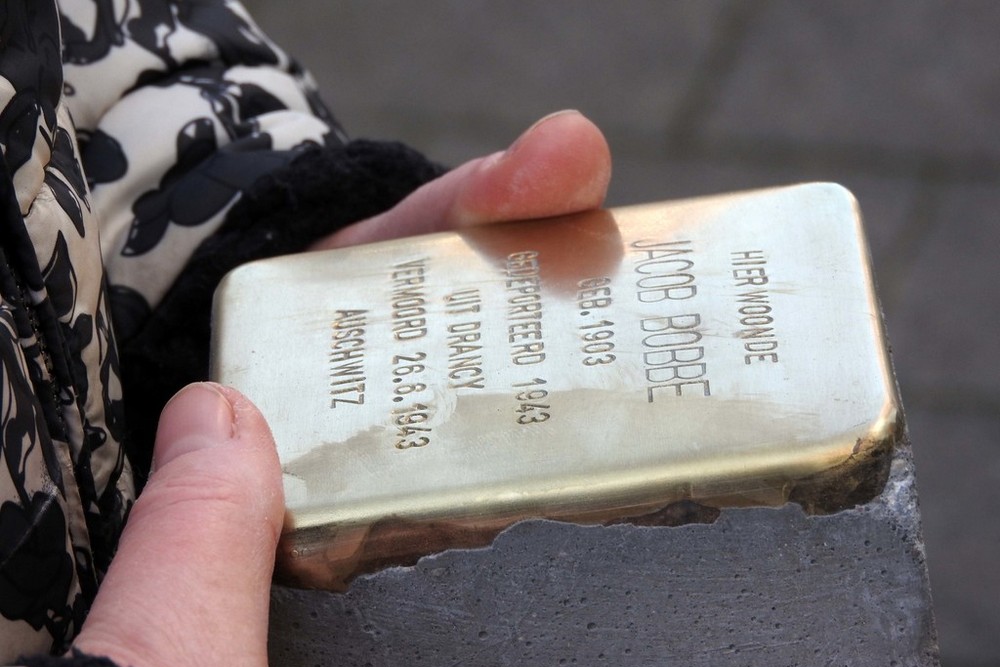 HIER WOONDE
JACOB BOBBE
GEB. 1903
GEDEPORTEERD 1943
UIT DRANCY
VERMOORD 26.6.1943
AUSCHWITZ